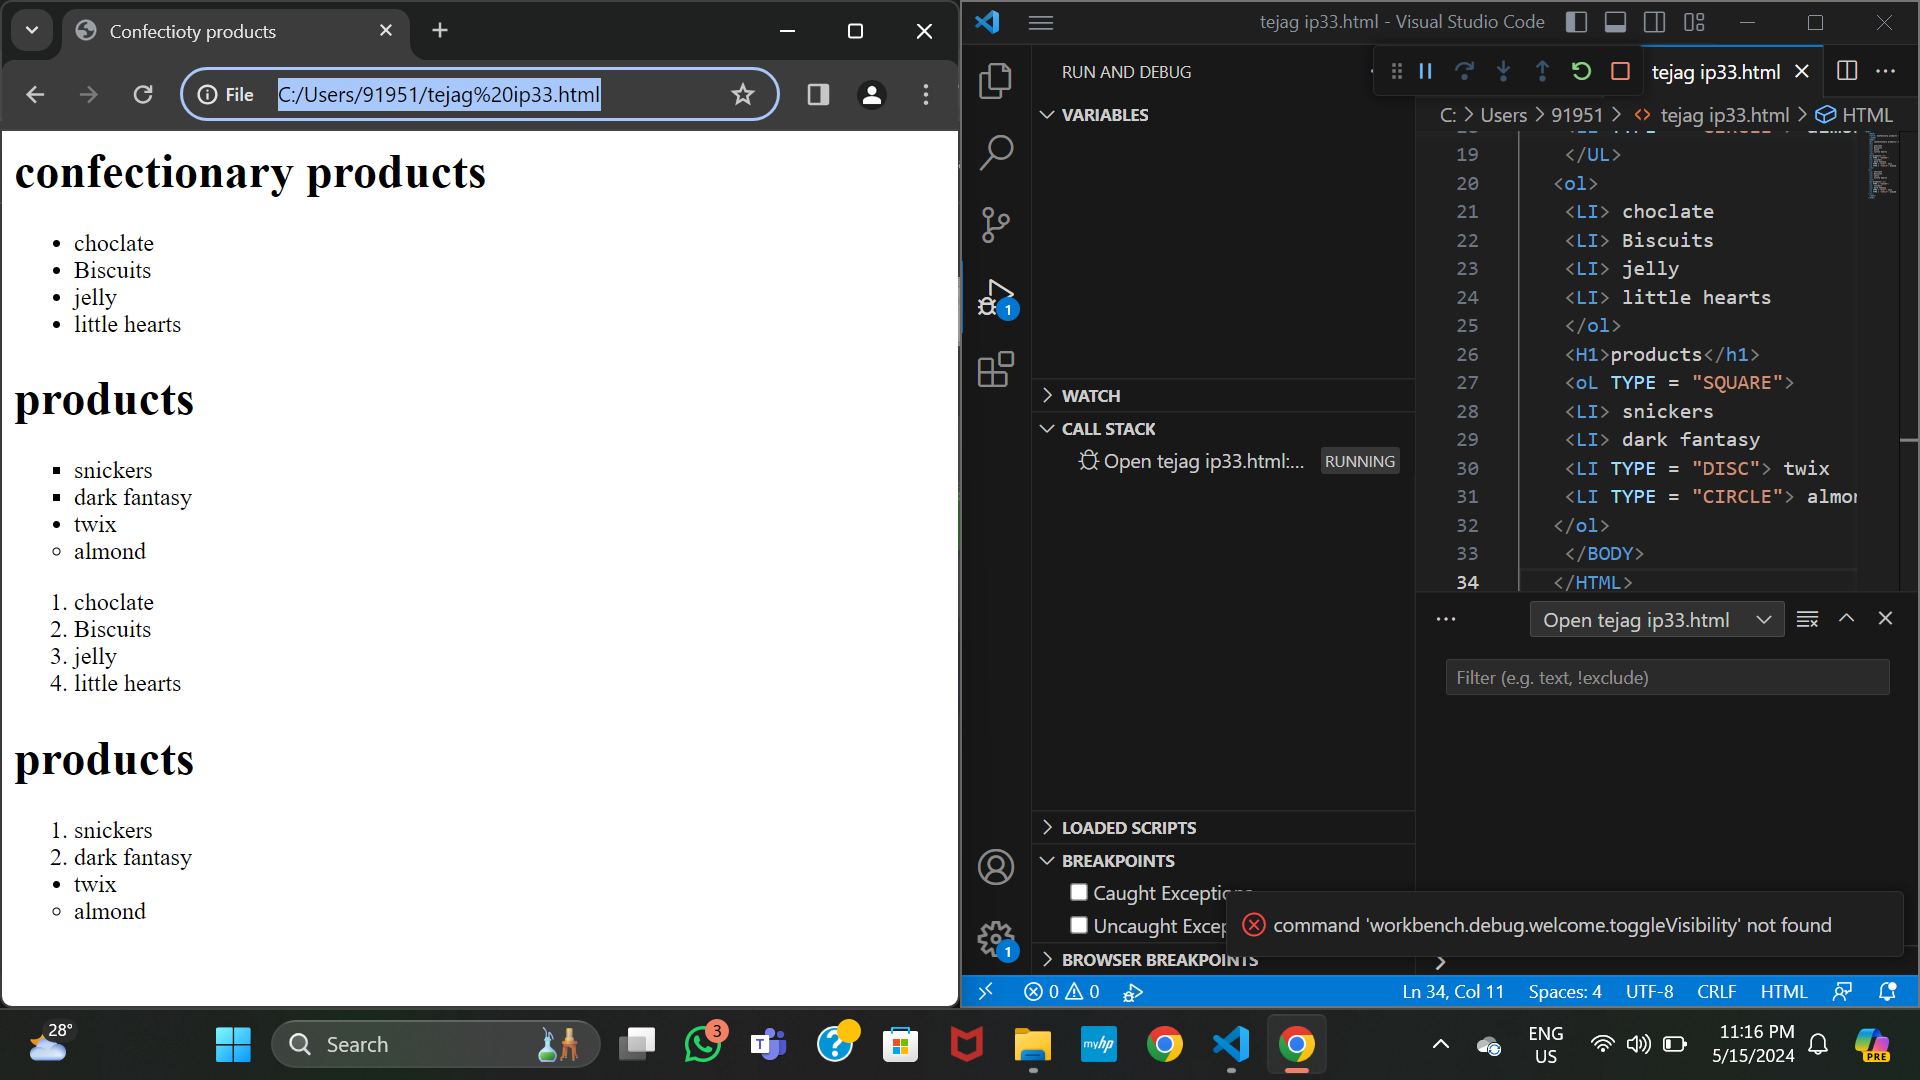 Confectioty products
File
C:/Users/91951/tejag%20ip33.html
confectionary products
choclate
Biscuits
jelly
little hearts
products
snickers
dark fantasy
twix
almond
1. choclate
2. Biscuits
3. jelly
4. little hearts
products
1. snickers
2. dark fantasy
twix
almond
tejag ip33.html - Visual Studio Code
RUN AND DEBUG
VARIABLES
WATCH
CALL STACK
Open tejag ip33.html:... RUNNING
LOADED SCRIPTS
BREAKPOINTS
Caught Exceptions
Uncaught Excep
BROWSER BREAKPOINTS
1
1
tejag ip33.html
C: > Users > 91951 > tejag ip33.html > HTML
19 </UL>
20 <ol>
21 <LI> choclate
22 <LI> Biscuits
23 <LI> jelly
24 <LI> little hearts
25 </ol>
26 <H1>products</h1>
27 <oL TYPE = "SQUARE">
28 <LI> snickers
29 <LI> dark fantasy
30 <LI TYPE = "DISC"> twix
31 <LI TYPE = "CIRCLE"> almon
32 </ol>
33 </BODY>
34 </HTML>
Open tejag ip33.html
Filter (e.g. text, !exclude)
command 'workbench.debug.welcome.toggleVisibility' not found
0 0
Ln 34, Col 11 Spaces: 4 UTF-8 CRLF HTML
28°
Search
3
T
?
myhp
ENG
US
11:16 PM
5/15/2024
PRE